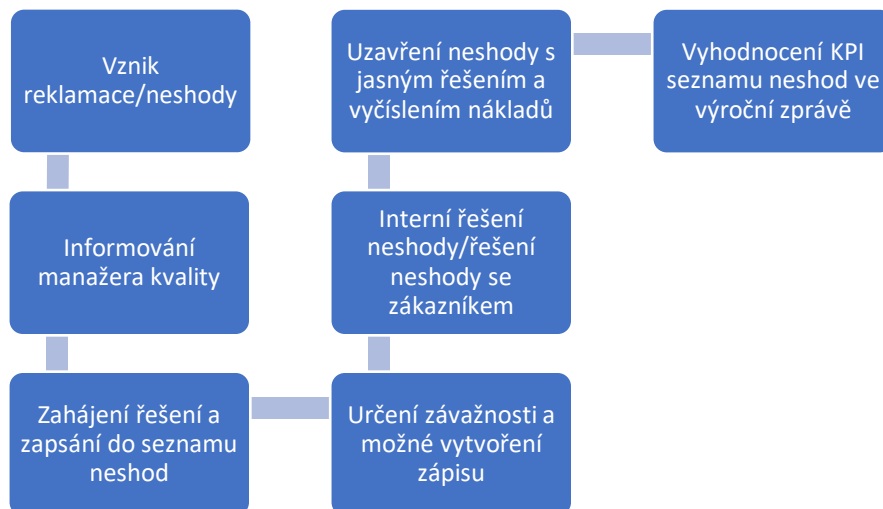 Vznik
reklamace/neshody
Informování
manažera kvality
Zahájení řešení a
zapsání do seznamu
neshod
Určení závažnosti a
možné vytvoření
zápisu
Interní řešení
neshody/řešení
neshody se
zákazníkem
Uzavření neshody s
jasným řešením a
vyčíslením nákladů
Vyhodnocení KPI
seznamu neshod ve
výroční zprávě